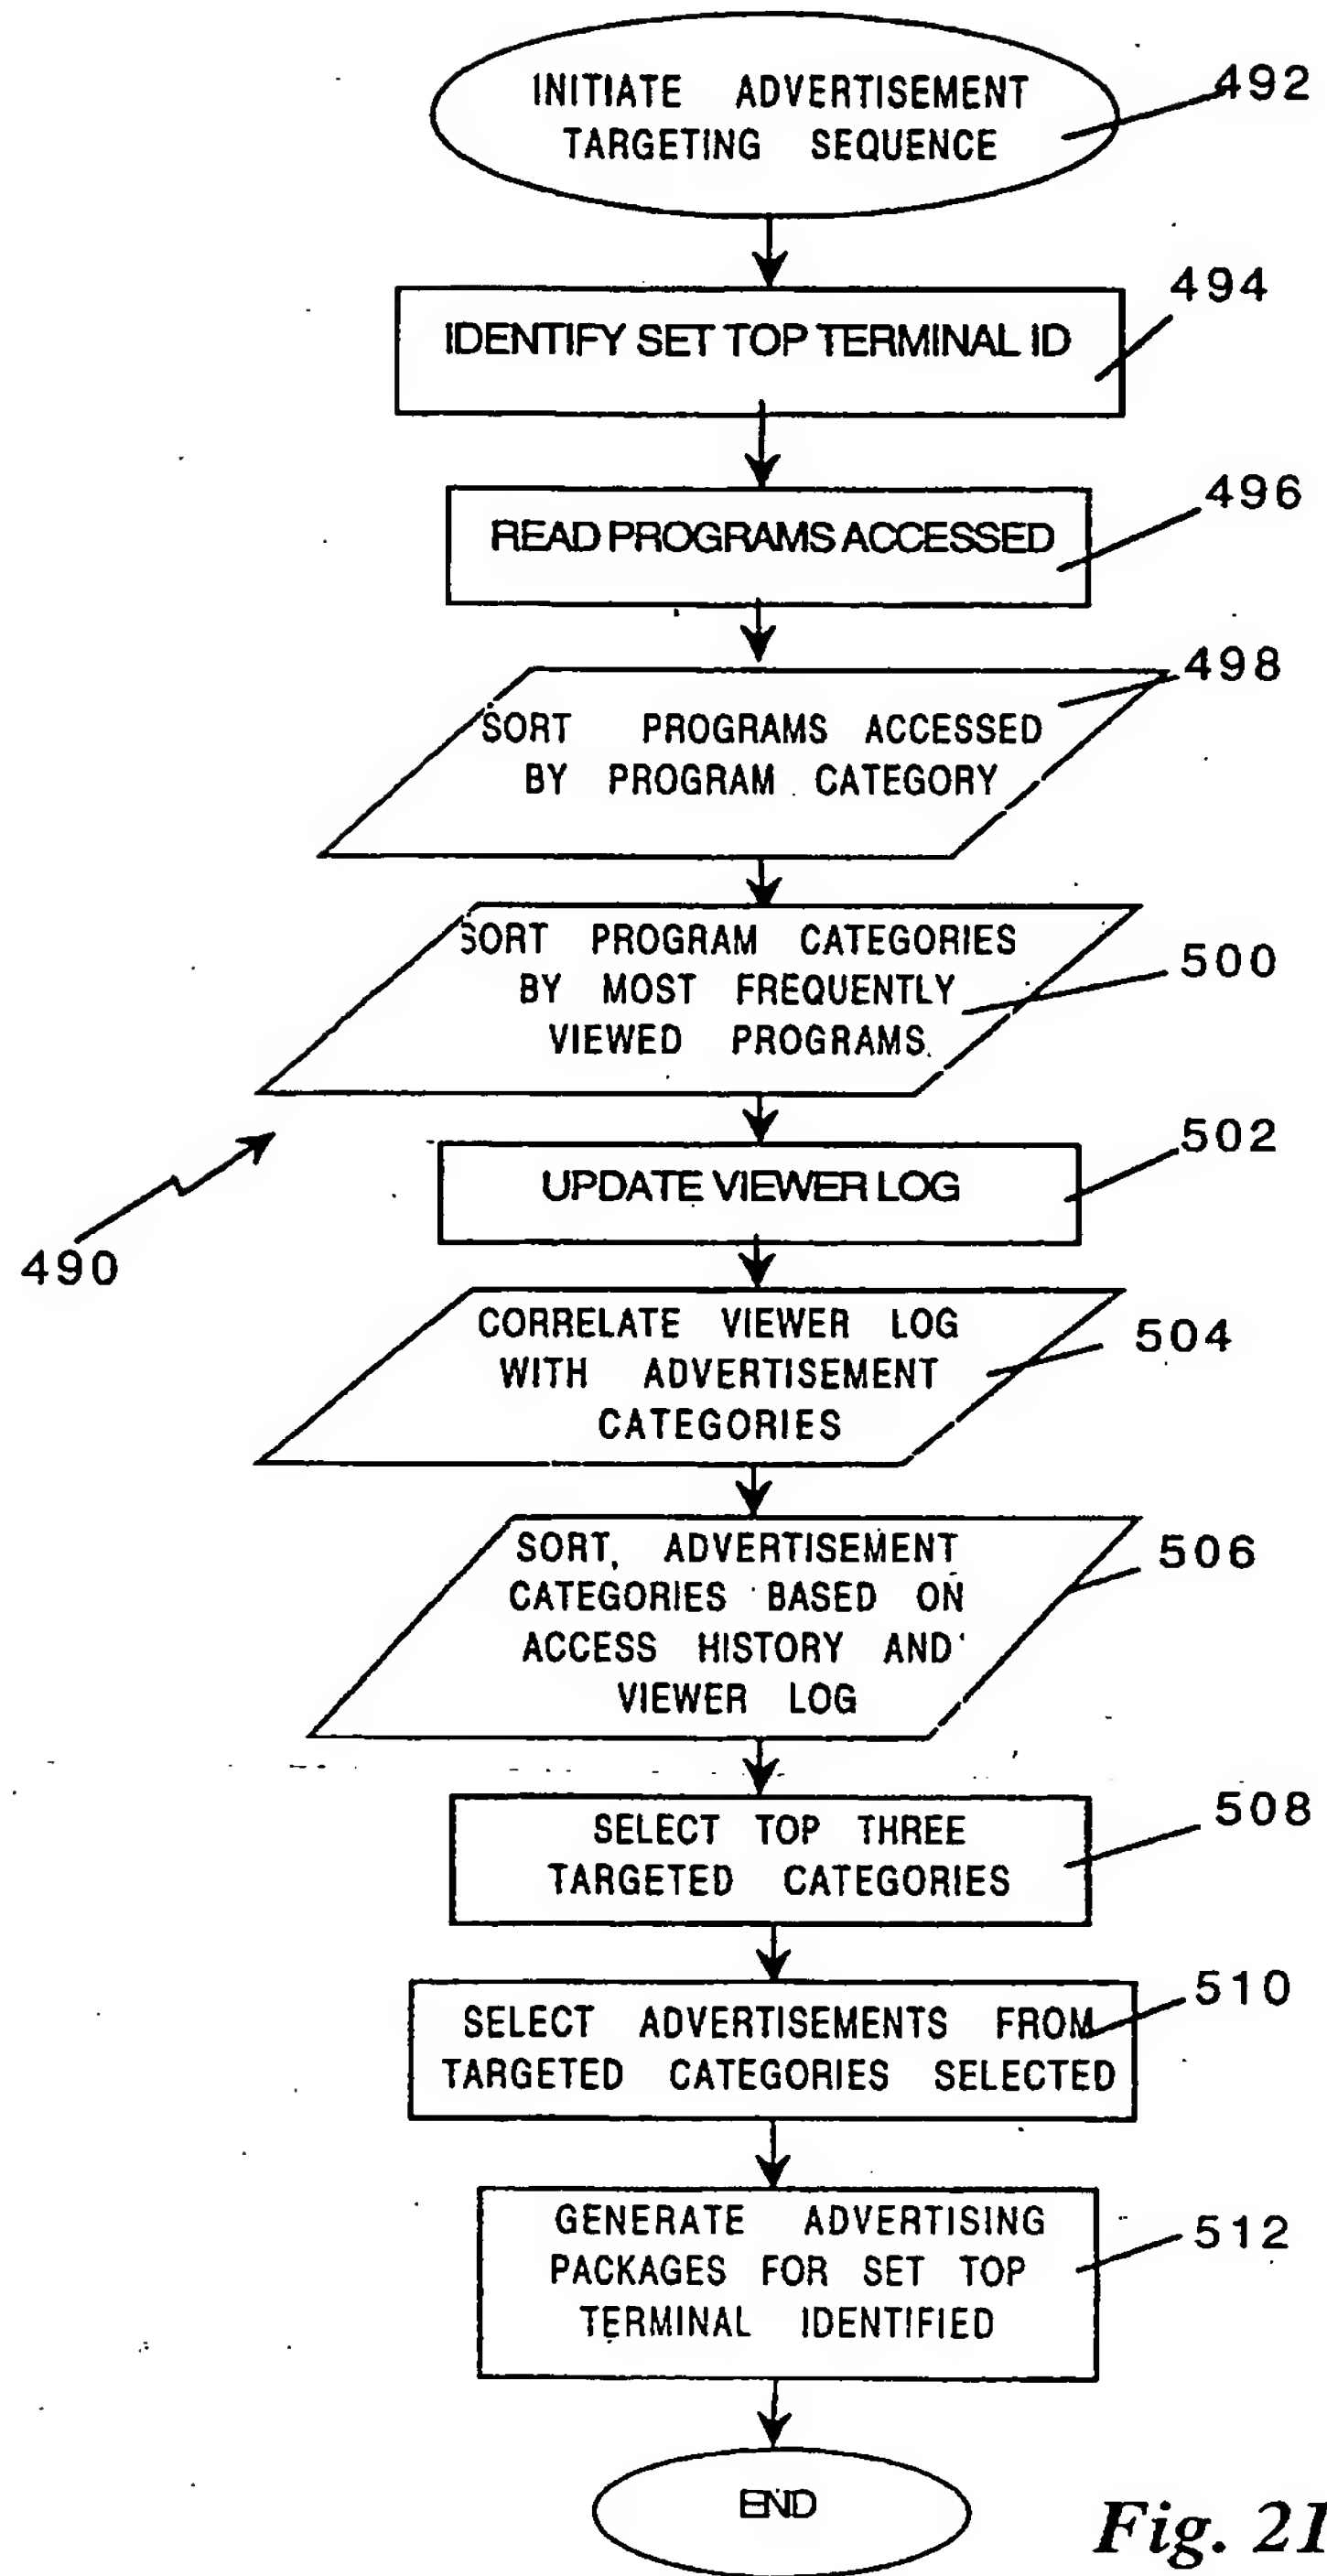 INITIATE ADVERTISEMENT
TARGETING SEQUENCE
492
IDENTIFY SET TOP TERMINAL ID
494
READ PROGRAMS ACCESSED
496
SORT PROGRAMS ACCESSED
BY PROGRAM CATEGORY
498
SORT PROGRAM CATEGORIES
BY MOST FREQUENTLY
VIEWED PROGRAMS
500
UPDATE VIEWER LOG
502
490
CORRELATE VIEWER LOG
WITH ADVERTISEMENT
CATEGORIES
504
SORT, ADVERTISEMENT
CATEGORIES BASED ON
ACCESS HISTORY AND
VIEWER LOG
506
SELECT TOP THREE
TARGETED CATEGORIES
508
SELECT ADVERTISEMENTS FROM
TARGETED CATEGORIES SELECTED
510
GENERATE ADVERTISING
PACKAGES FOR SET TOP
TERMINAL IDENTIFIED
512
END
Fig. 21